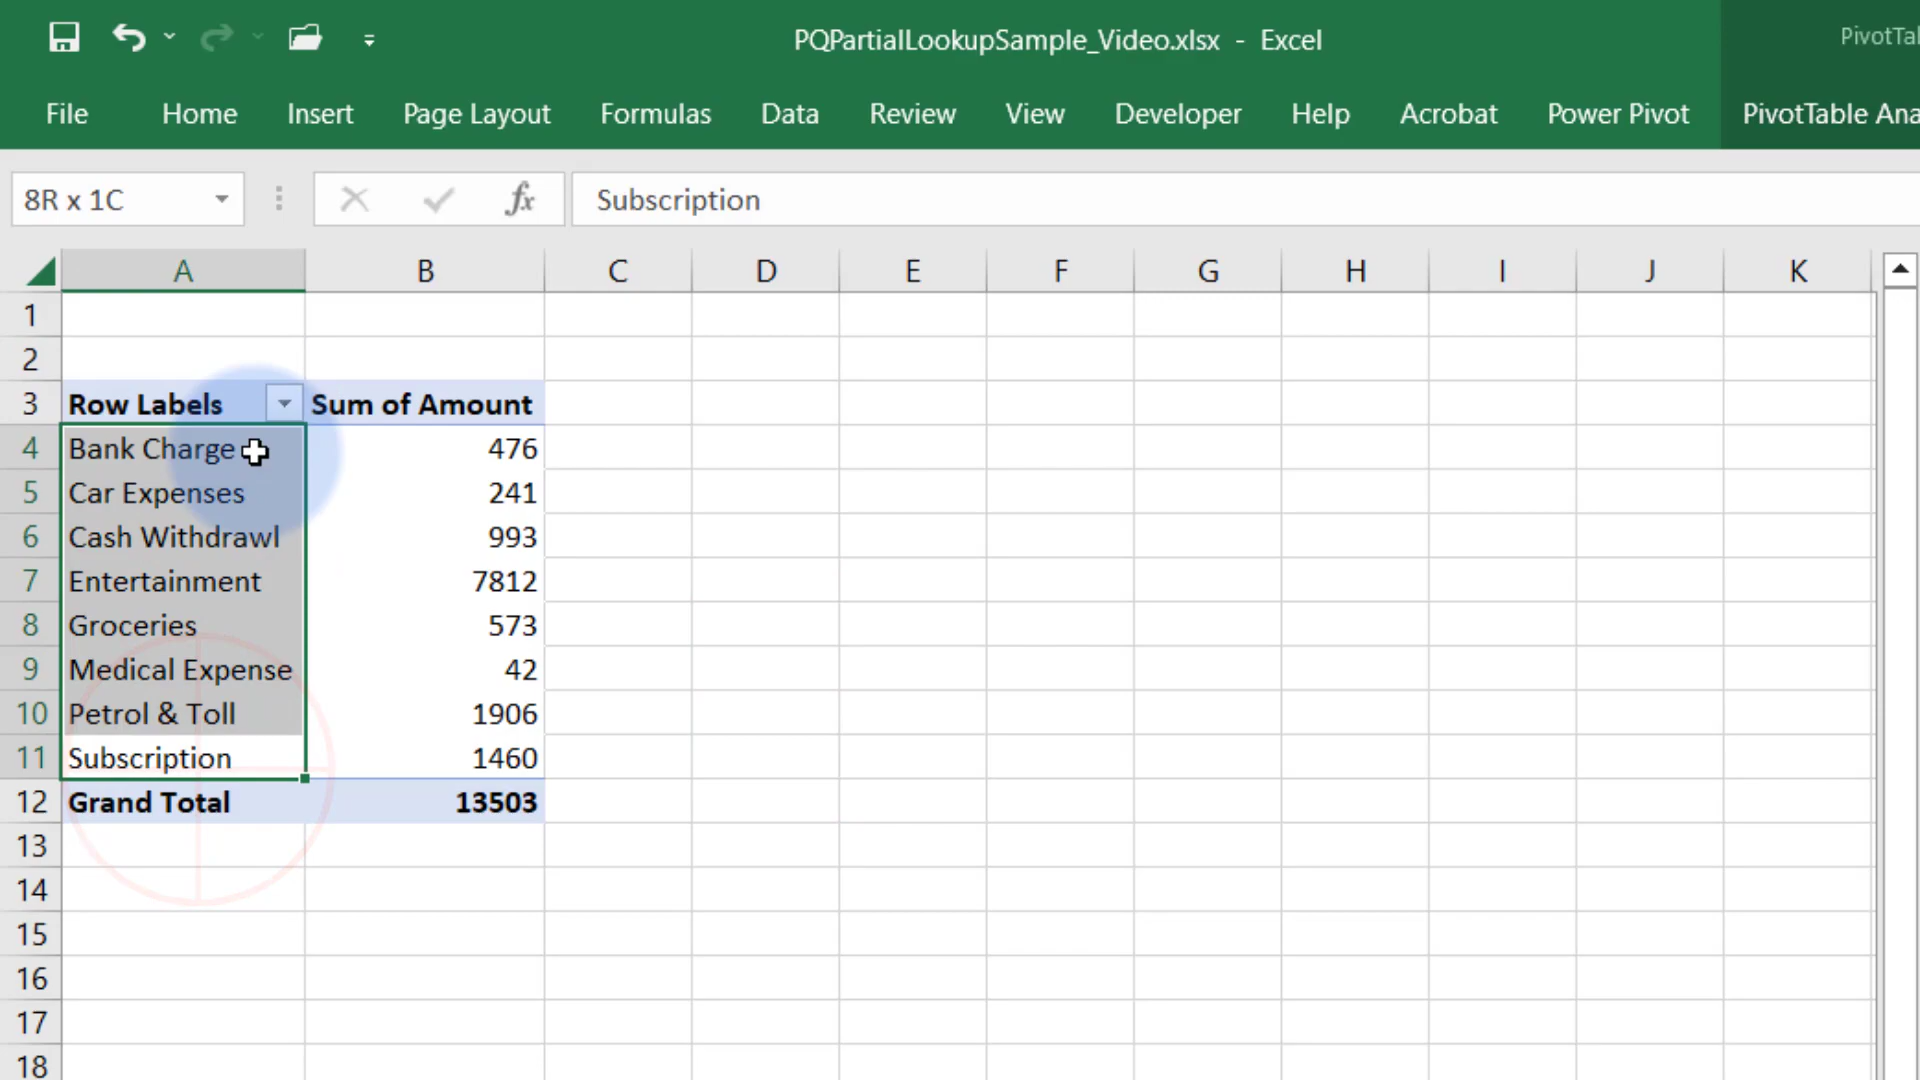 PQPartialLookupSample_Video.xlsx - Excel
File Home Insert Page Layout Formulas Data Review View Developer Help Acrobat Power Pivot
8R x 1C fx Subscription
A B C D E F G H I J K
1
2
3 Row Labels Sum of Amount
4 Bank Charge 476
5 Car Expenses 241
6 Cash Withdrawl 993
7 Entertainment 7812
8 Groceries 573
9 Medical Expense 42
10 Petrol & Toll 1906
11 Subscription 1460
12 Grand Total 13503
13
14
15
16
17
18